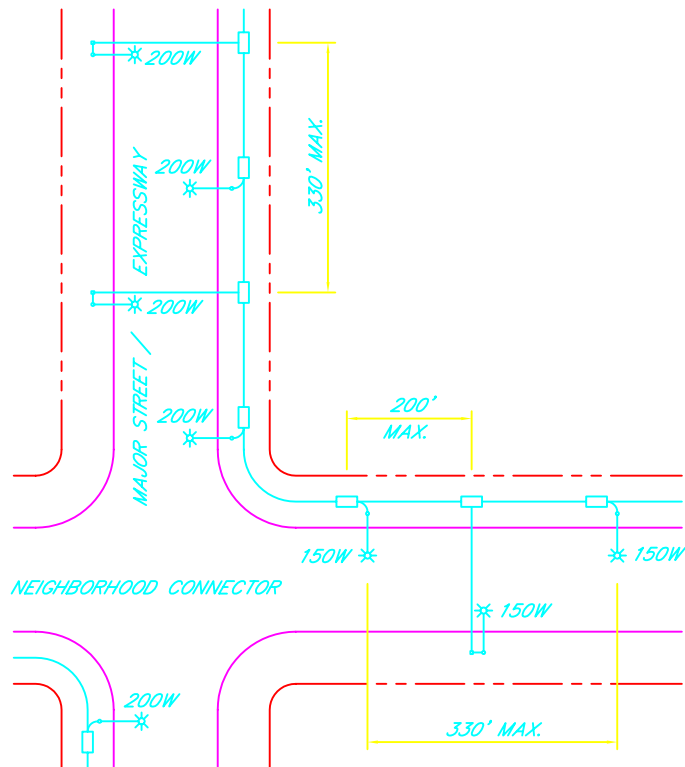 200W
330' MAX.
200W
EXPRESSWAY
200W
MAJOR STREET /
200W
200'
MAX.
150W
150W
NEIGHBORHOOD CONNECTOR
150W
200W
330' MAX.